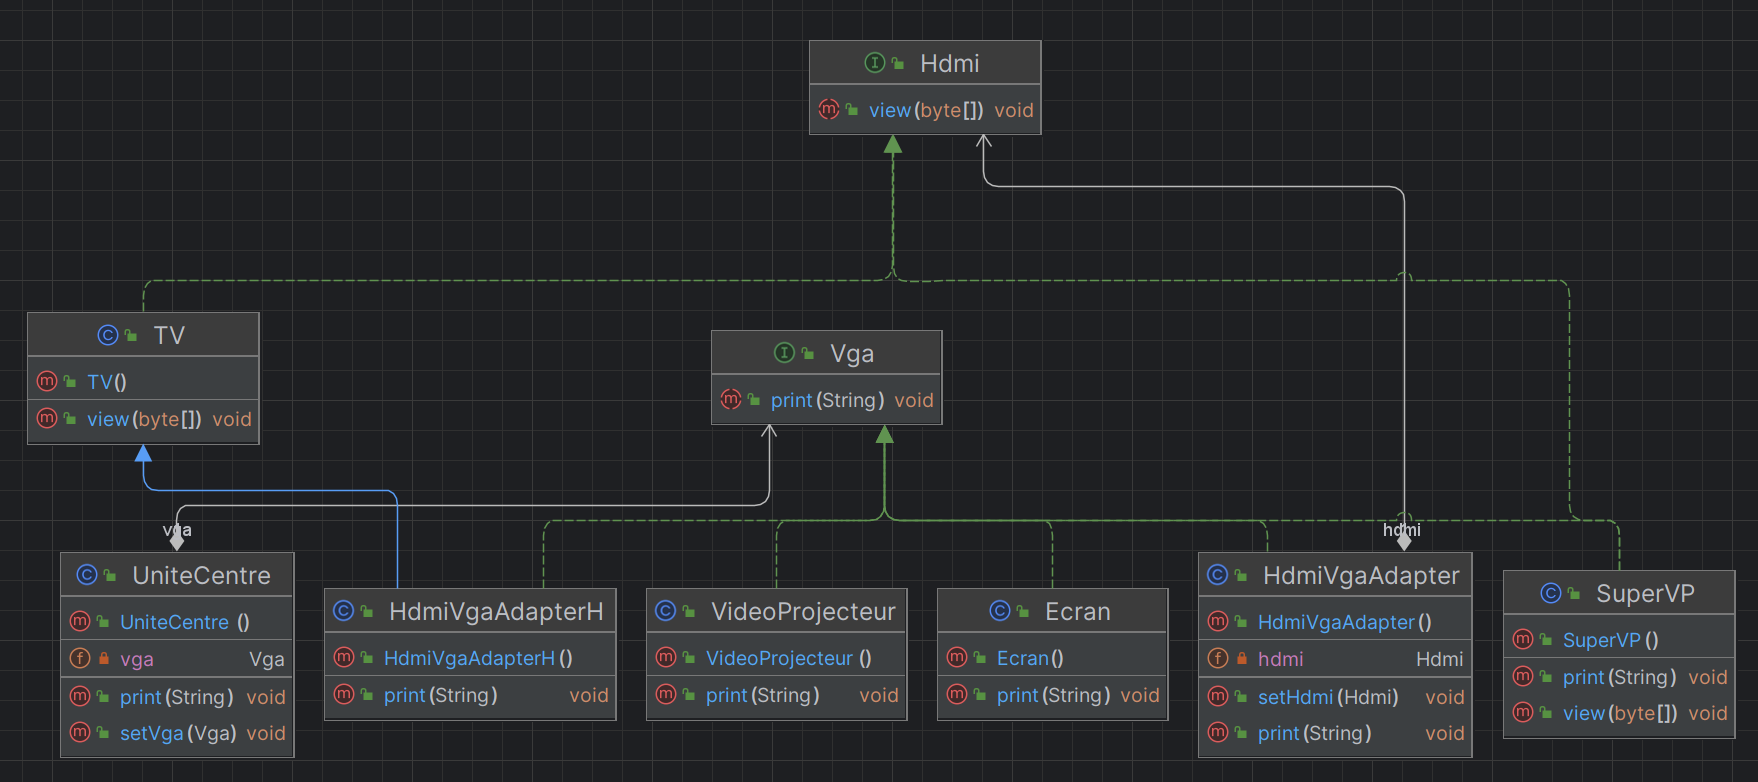 Hdmi
view(byte[]) void
TV
TV()
view(byte[]) void
Vga
print(String) void
vga
hdmi
UniteCentre
UniteCentre ()
vga Vga
print(String) void
setVga(Vga) void
HdmiVgaAdapterH
HdmiVgaAdapterH()
print(String) void
VideoProjecteur
VideoProjecteur ()
print(String) void
Ecran
Ecran()
print(String) void
HdmiVgaAdapter
HdmiVgaAdapter()
hdmi Hdmi
setHdmi(Hdmi) void
print(String) void
SuperVP
SuperVP()
print(String) void
view(byte[]) void